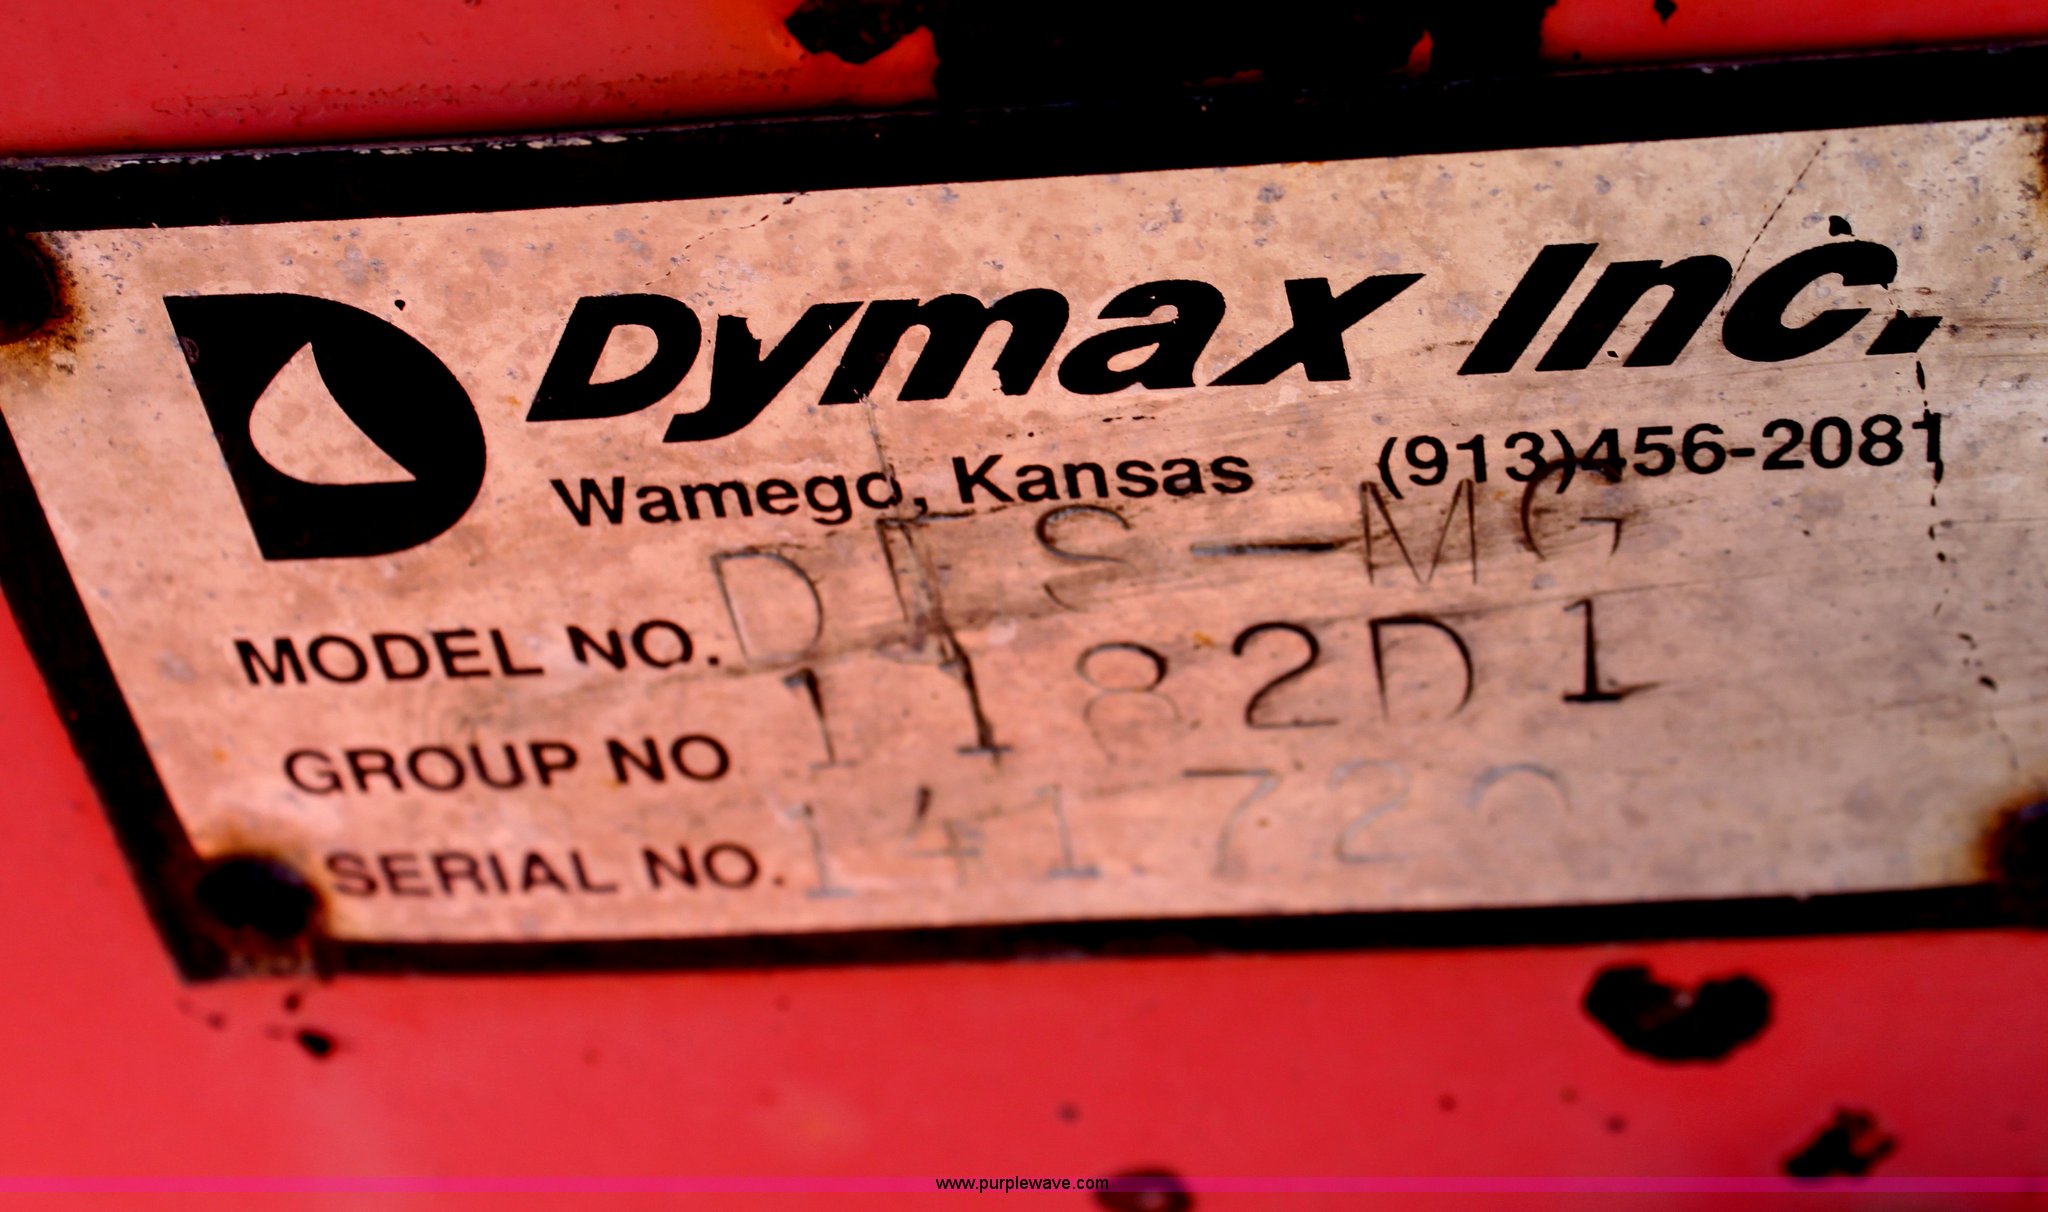 Dymax Inc.
Wamego, Kansas (913)456-2081
MODEL NO. DFS-MG
GROUP NO 1182D1
SERIAL NO.
www.purplewave.com